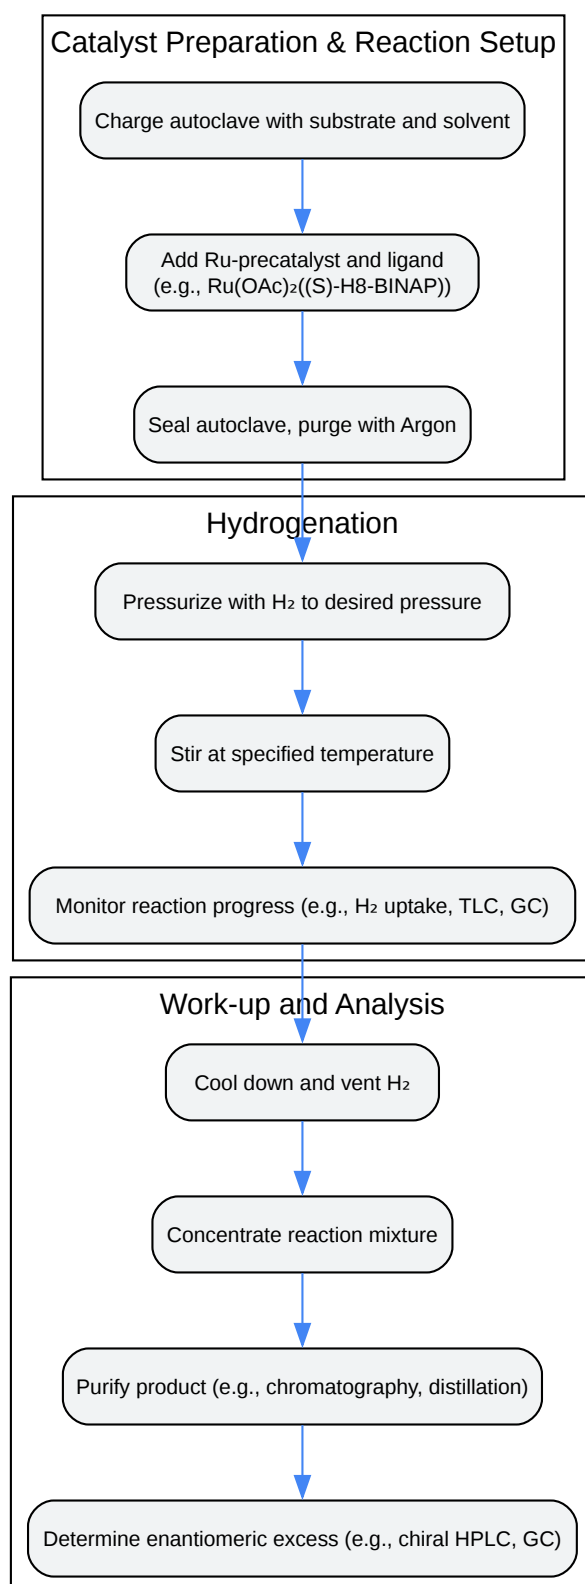 Catalyst Preparation & Reaction Setup
Charge autoclave with substrate and solvent
Add Ru-precatalyst and ligand
(e.g., Ru(OAc)₂((S)-H8-BINAP))
Seal autoclave, purge with Argon
Hydrogenation
Pressurize with H₂ to desired pressure
Stir at specified temperature
Monitor reaction progress (e.g., H₂ uptake, TLC, GC)
Work-up and Analysis
Cool down and vent H₂
Concentrate reaction mixture
Purify product (e.g., chromatography, distillation)
Determine enantiomeric excess (e.g., chiral HPLC, GC)